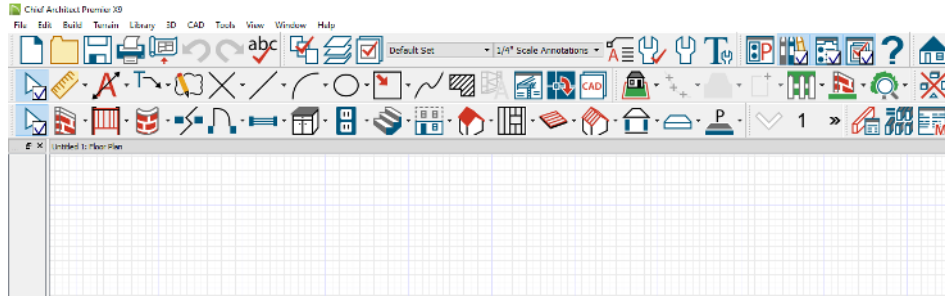 Chief Architect Premier X9
File Edit Build Terrain Library 3D CAD Tools View Window Help
abc Default Set 1/4" Scale Annotations A T P ?
A T CAD
P 1 »
Untitled 1: Floor Plan